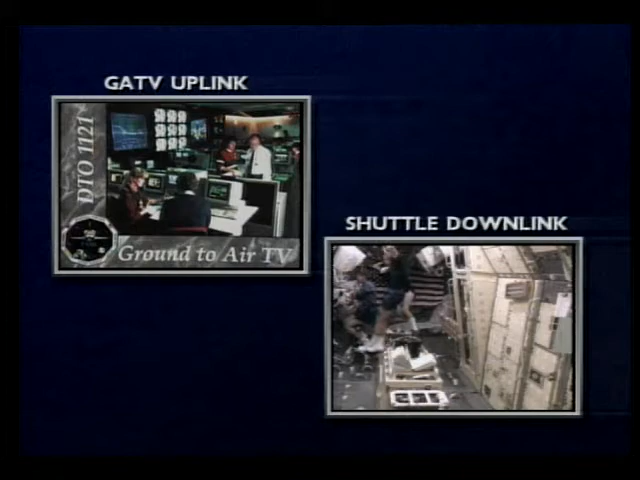 GATV UPLINK
DTO 1121
Ground to Air TV
SHUTTLE DOWNLINK